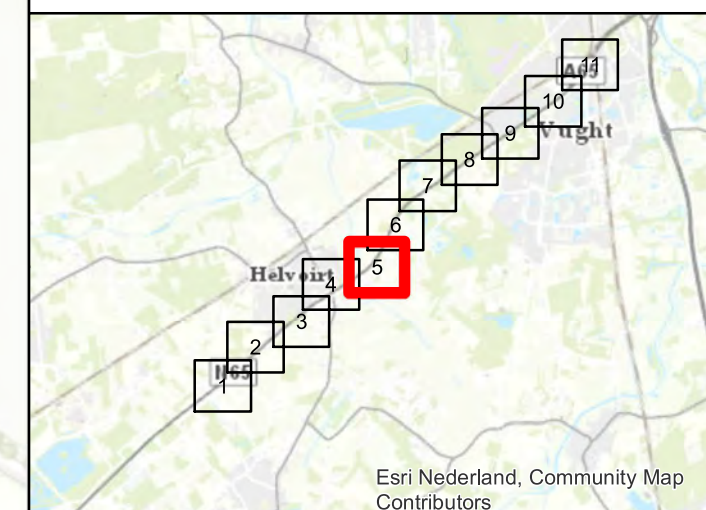 11
A65
10
Vught
9
8
7
6
5
Helvoirt
4
3
2
N65
1
Esri Nederland, Community Map
Contributors